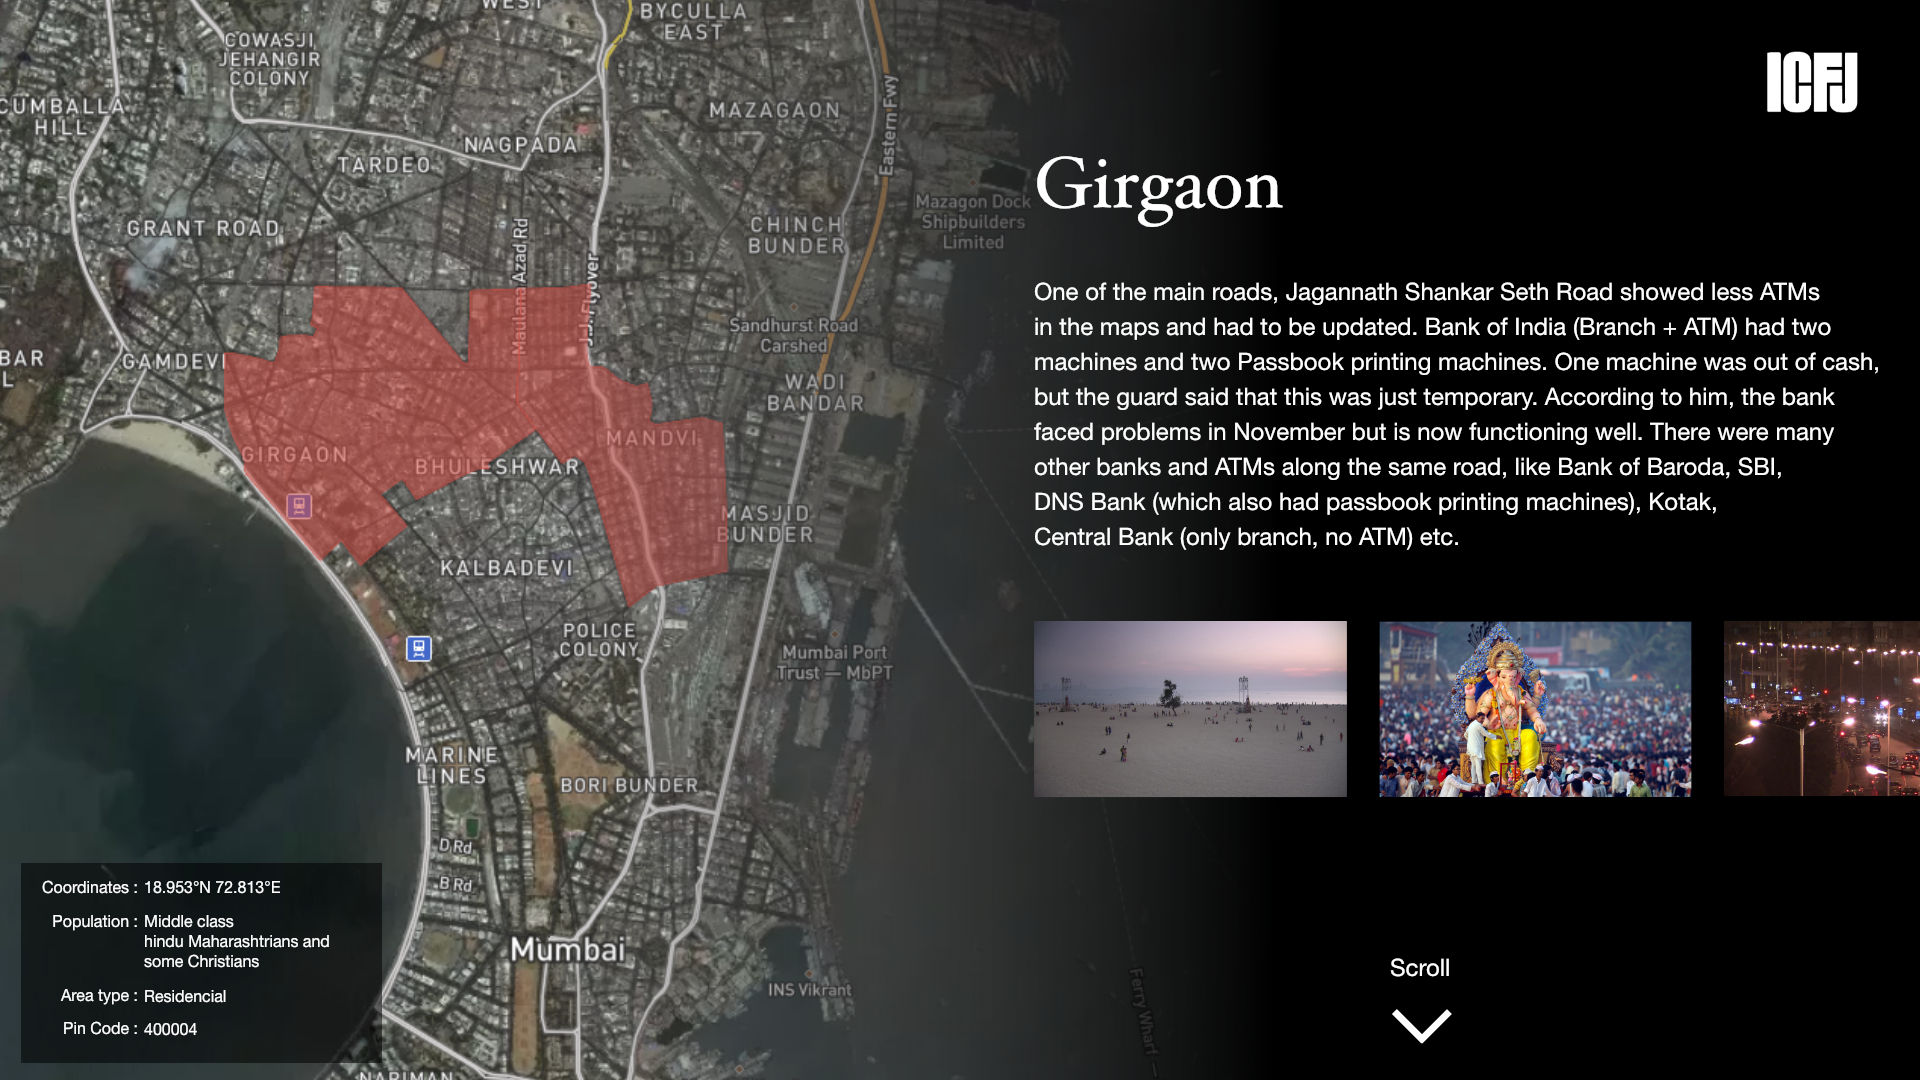 WEST
BYCULLA
EAST
COWASJI
JEHANGIR
COLONY
CUMBALLA
HILL
MAZAGAON
NAGPADA
TARDEO
Eastern Fwy
GRANT ROAD
CHINCH
BUNDER
Mazagon Dock
Shipbuilders
Limited
Maulana Azad Rd
J.J. Flyover
Sandhurst Road
Carshed
BAR
L
GAMDEVI
WADI
BANDAR
GIRGAON
BHULESHWAR
MANDVI
MASJID
BUNDER
KALBADEVI
POLICE
COLONY
Mumbai Port
Trust — MbPT
MARINE
LINES
BORI BUNDER
D Rd
B Rd
Mumbai
INS Vikrant
Ferry Wharf —
NARIMAN
Coordinates : 18.953°N 72.813°E
Population : Middle class
hindu Maharashtrians and
some Christians
Area type : Residencial
Pin Code : 400004
ICFJ
Girgaon
One of the main roads, Jagannath Shankar Seth Road showed less ATMs
in the maps and had to be updated. Bank of India (Branch + ATM) had two
machines and two Passbook printing machines. One machine was out of cash,
but the guard said that this was just temporary. According to him, the bank
faced problems in November but is now functioning well. There were many
other banks and ATMs along the same road, like Bank of Baroda, SBI,
DNS Bank (which also had passbook printing machines), Kotak,
Central Bank (only branch, no ATM) etc.
Scroll